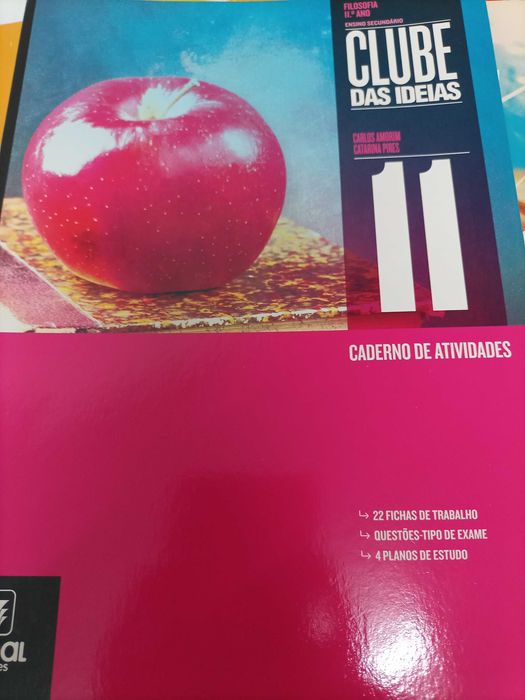 FILOSOFIA
11.º ANO
ENSINO SECUNDÁRIO
CLUBE
DAS IDEIAS
CARLOS AMORIM
CATARINA PIRES
11
CADERNO DE ATIVIDADES
22 FICHAS DE TRABALHO
QUESTÕES-TIPO DE EXAME
4 PLANOS DE ESTUDO